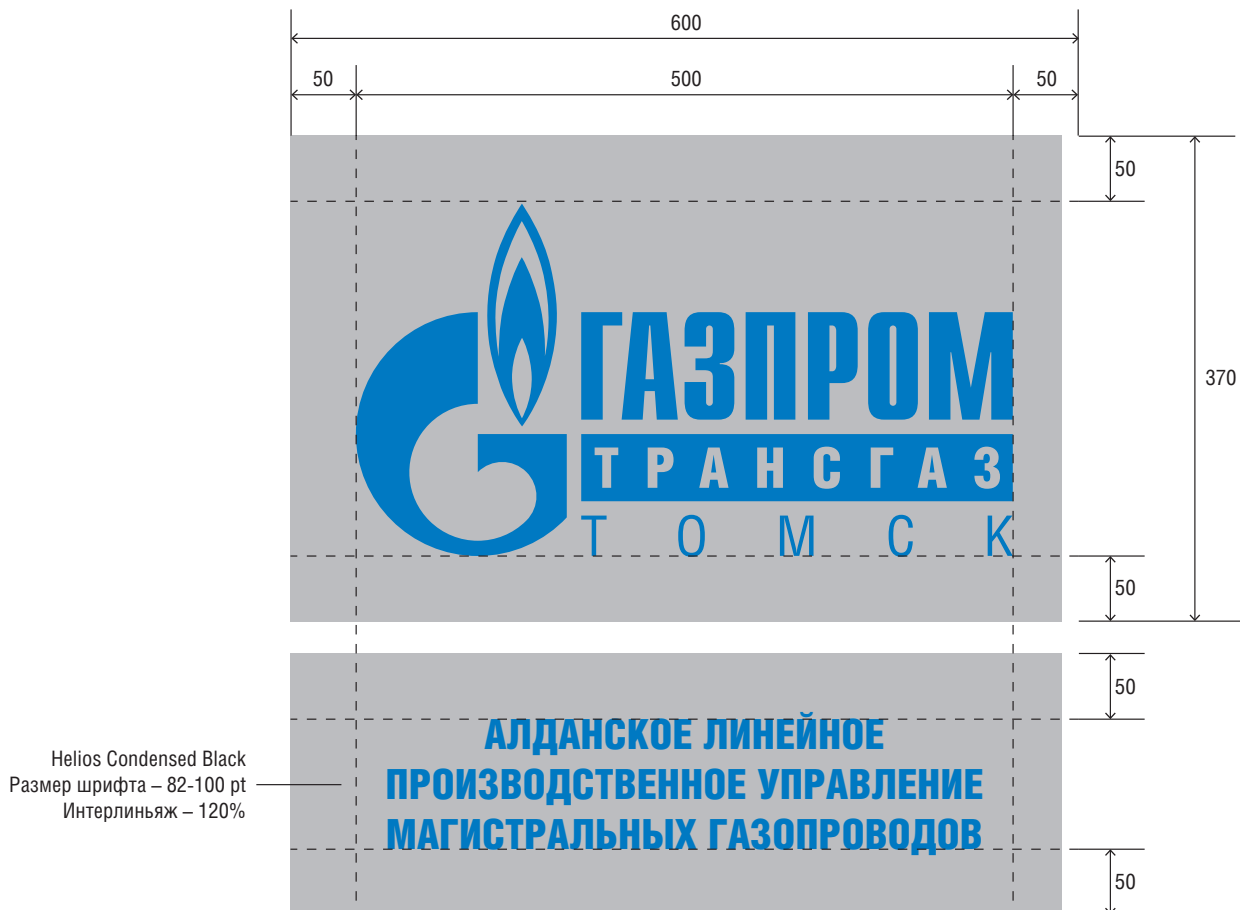 600
50
500
50
50
ГАЗПРОМ
370
ТРАНСГАЗ
ТОМСК
50
50
АЛДАНСКОЕ ЛИНЕЙНОЕ
Helios Condensed Black
Размер шрифта – 82-100 pt
Интерлиньяж – 120%
ПРОИЗВОДСТВЕННОЕ УПРАВЛЕНИЕ
МАГИСТРАЛЬНЫХ ГАЗОПРОВОДОВ
50